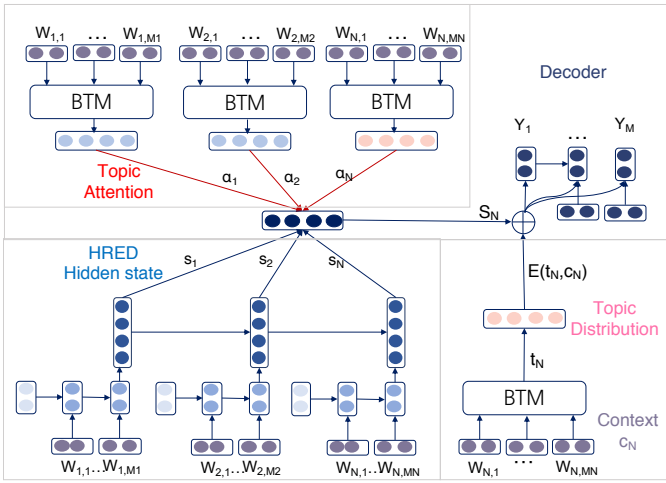 W1,1 ... W1,M1 W2,1 ... W2,M2 WN,1 ... WN,MN
BTM BTM BTM
Decoder
Y1 ... YM
Topic
Attention
α1 α2 αN
SN
HRED
Hidden state
s1 s2 sN
E(tN,cN)
Topic
Distribution
tN
BTM
Context
cN
W1,1...W1,M1 W2,1...W2,M2 WN,1...WN,MN
WN,1 ... WN,MN